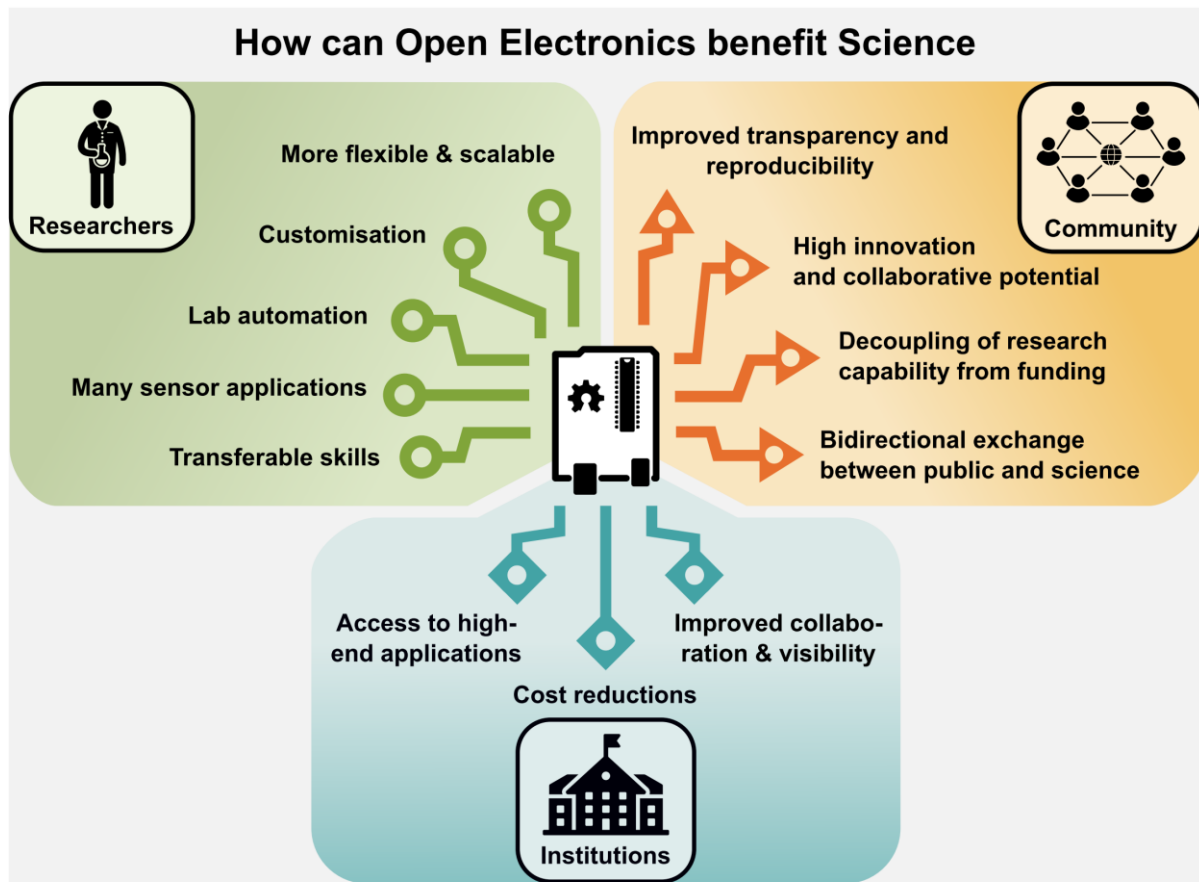 How can Open Electronics benefit Science
Researchers
More flexible & scalable
Customisation
Lab automation
Many sensor applications
Transferable skills
Community
Improved transparency and
reproducibility
High innovation
and collaborative potential
Decoupling of research
capability from funding
Bidirectional exchange
between public and science
Access to high-
end applications
Cost reductions
Improved collabo-
ration & visibility
Institutions